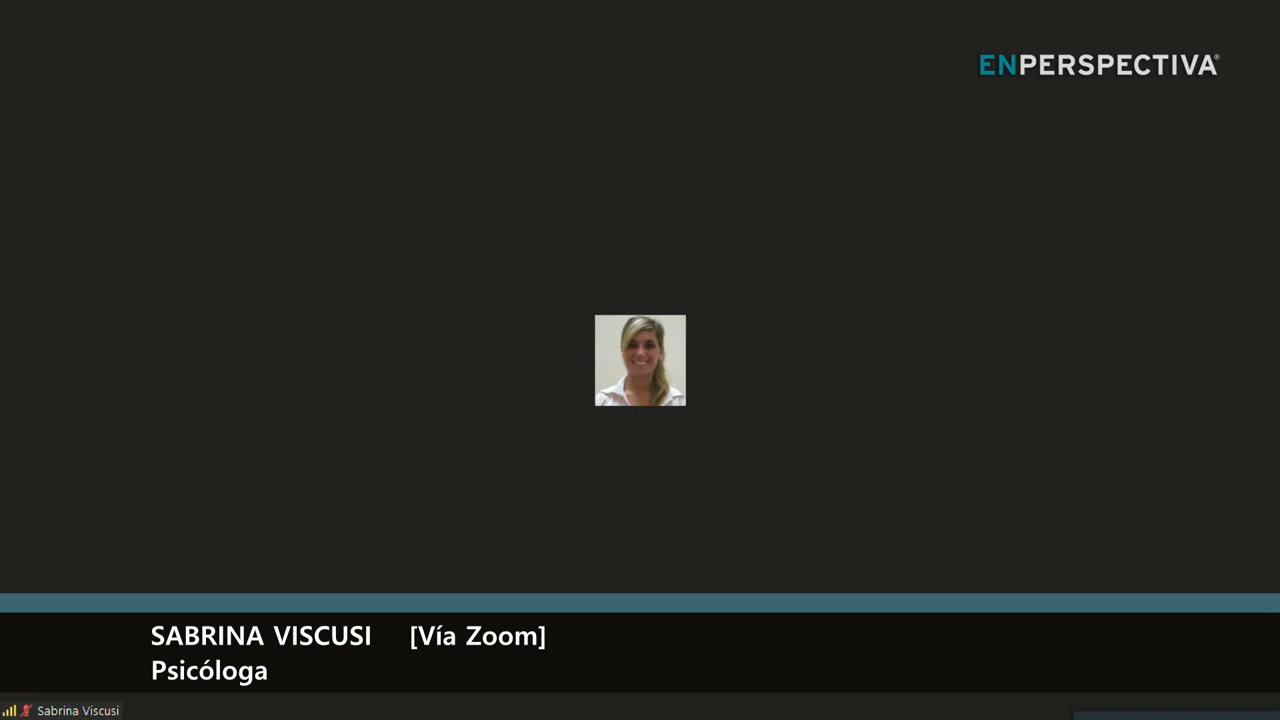 ENPERSPECTIVA®
SABRINA VISCUSI [Vía Zoom]
Psicóloga
Sabrina Viscusi